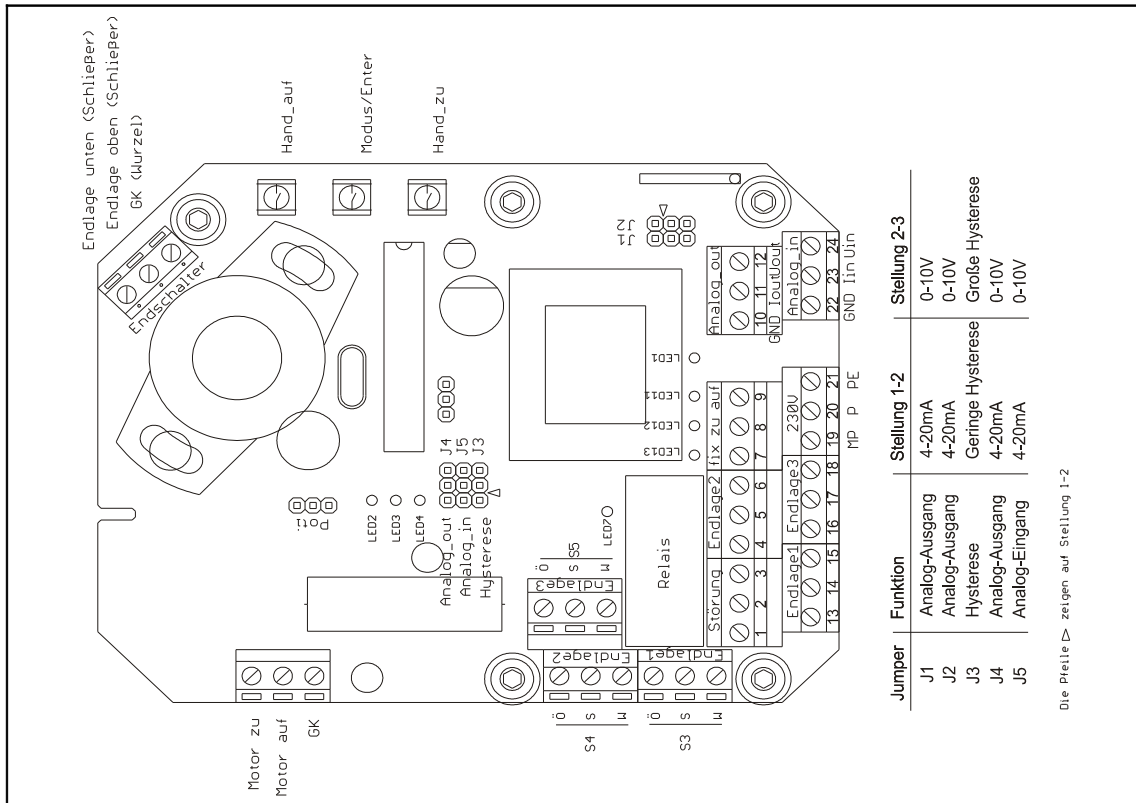 Endlage unten (Schließer)
Endlage oben (Schließer)
GK (Wurzel)
Hand_auf
Modus/Enter
Hand_zu
Endschalter
Poti
LED2
LED3
LED4
J4
J5
J3
Analog_out
Analog_in
Hysterese
J1
J2
LED1
LED11
LED12
LED13
LED7
Relais
Motor zu
Motor auf
GK
Endlage3
Ö
S
W
S5
Endlage2
Ö
S
W
S4
Endlage1
Ö
S
W
S3
Störung
1 2 3
Endlage2
4 5 6
fix zu auf
7 8 9
Analog_out
10 11 12
GND Iout Uout
Endlage1
13 14 15
Endlage3
16 17 18
230V
19 20 21
MP P PE
Analog_in
22 23 24
GND Iin Uin
Jumper Funktion Stellung 1-2 Stellung 2-3
J1 Analog-Ausgang 4-20mA 0-10V
J2 Analog-Ausgang 4-20mA 0-10V
J3 Hysterese Geringe Hysterese Große Hysterese
J4 Analog-Ausgang 4-20mA 0-10V
J5 Analog-Eingang 4-20mA 0-10V
Die Pfeile ▷ zeigen auf Stellung 1-2